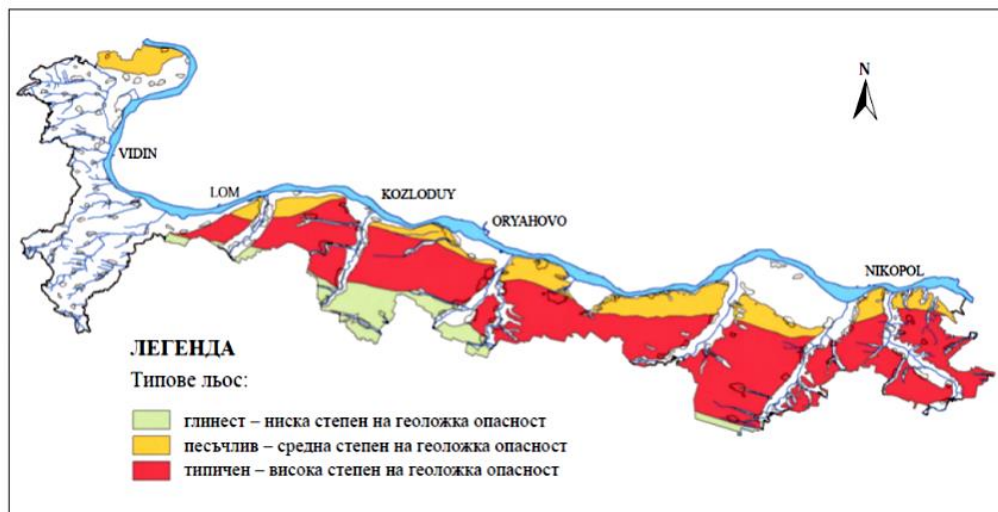 N
VIDIN
LOM
KOZLODUY
ORYAHOVO
NIKOPOL
ЛЕГЕНДА
Типове льос:
глинест – ниска степен на геоложка опасност
песъчлив – средна степен на геоложка опасност
типичен – висока степен на геоложка опасност